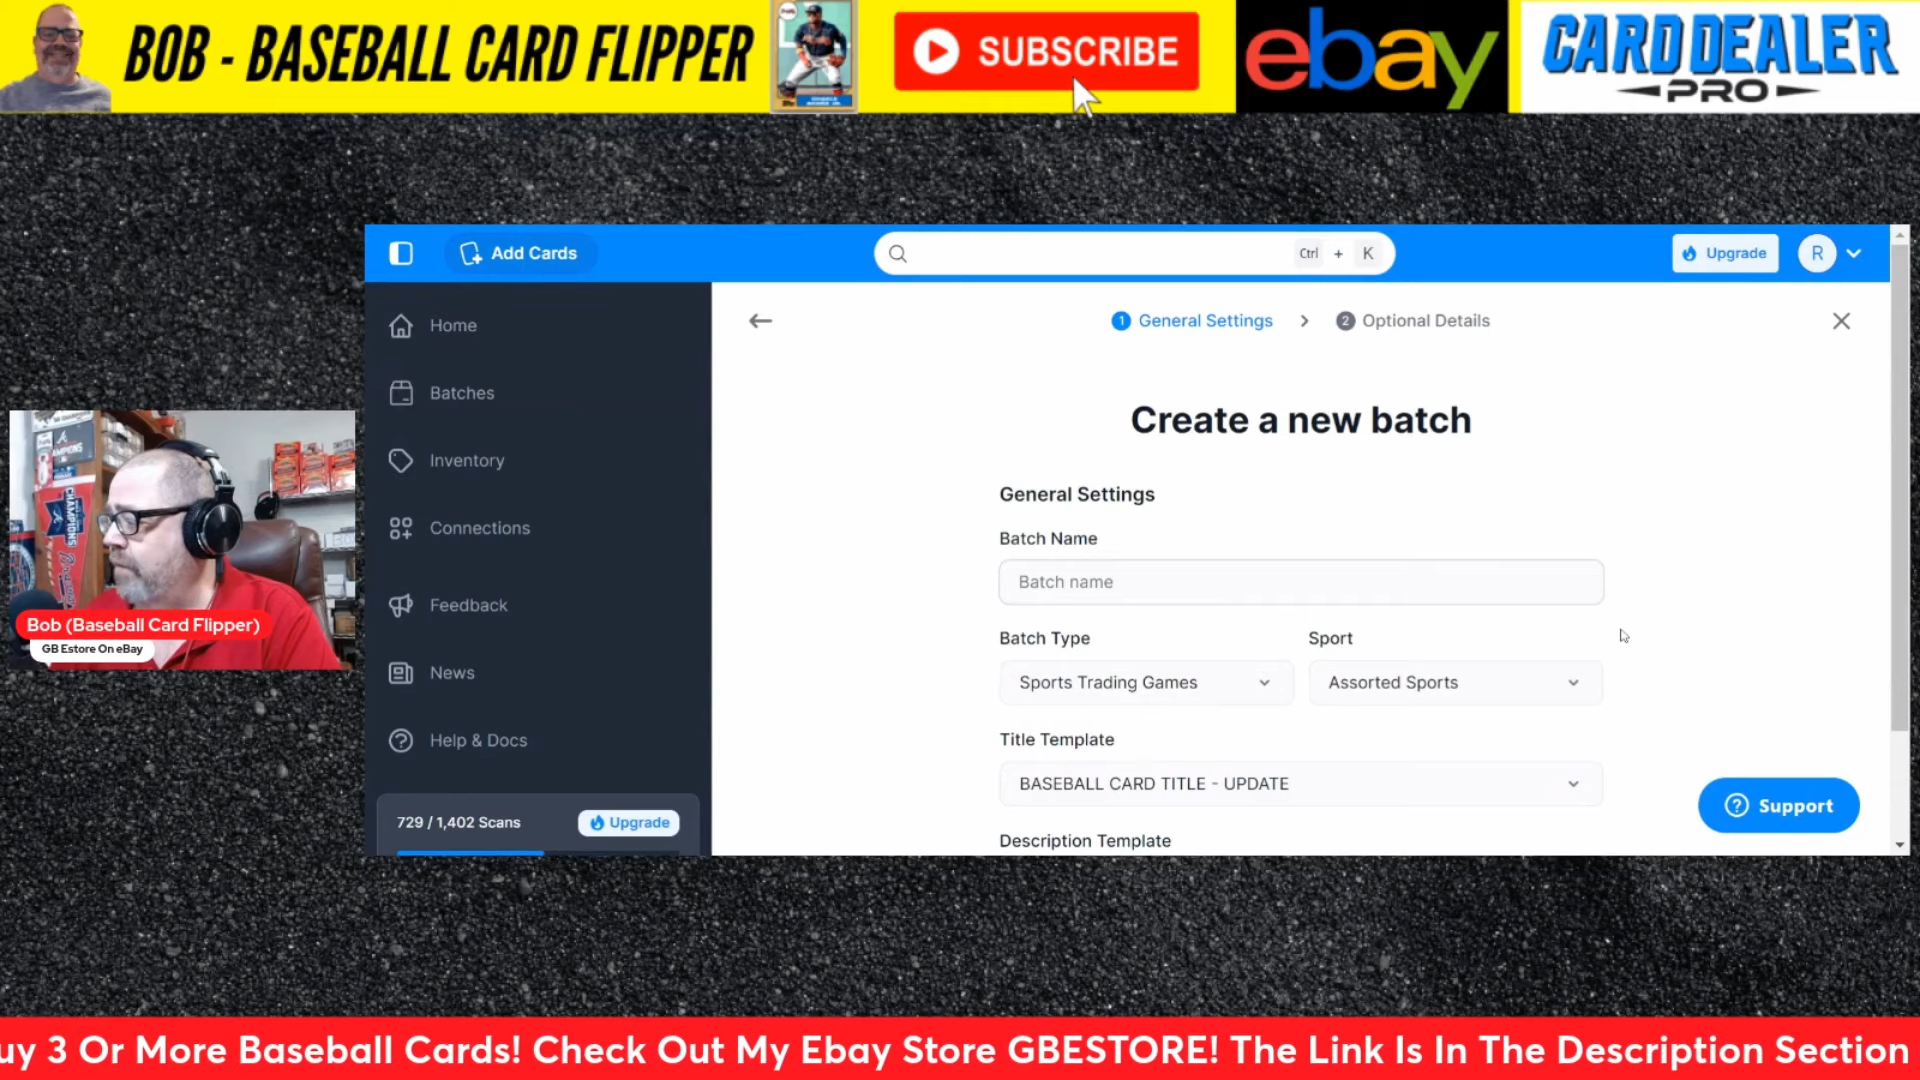 BOB - BASEBALL CARD FLIPPER
SUBSCRIBE
ebay
CARD DEALER
PRO
Add Cards
Ctrl + K
Upgrade
R
Home
Batches
Inventory
Connections
Feedback
News
Help & Docs
729 / 1,402 Scans
Upgrade
1 General Settings
2 Optional Details
Create a new batch
General Settings
Batch Name
Batch name
Batch Type
Sport
Sports Trading Games
Assorted Sports
Title Template
BASEBALL CARD TITLE - UPDATE
Description Template
Support
CHAMPIONS
Bob (Baseball Card Flipper)
GB Estore On eBay
uy 3 Or More Baseball Cards! Check Out My Ebay Store GBESTORE! The Link Is In The Description Section